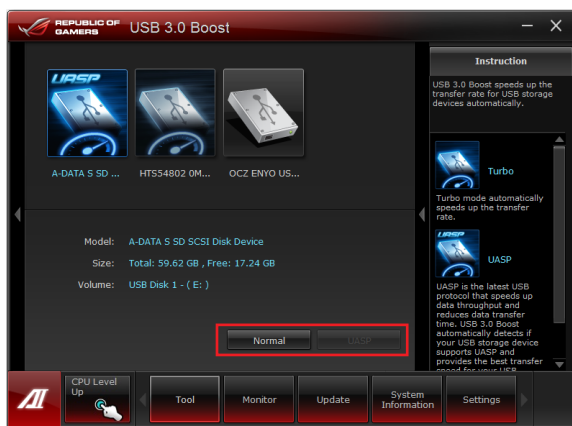 REPUBLIC OF
GAMERS
USB 3.0 Boost
UASP
A-DATA S SD ...
HTS54802 0M...
OCZ ENYO US...
Model: A-DATA S SD SCSI Disk Device
Size: Total: 59.62 GB , Free: 17.24 GB
Volume: USB Disk 1 - ( E: )
Normal
UASP
Instruction
USB 3.0 Boost speeds up the
transfer rate for USB storage
devices automatically.
Turbo
Turbo mode automatically
speeds up the transfer
rate.
UASP
UASP
UASP is the latest USB
protocol that speeds up
data throughput and
reduces data transfer
time. USB 3.0 Boost
automatically detects if
your USB storage device
supports UASP and
provides the best transfer
speed for your USB
AI
CPU Level
Up
Tool
Monitor
Update
System
Information
Settings